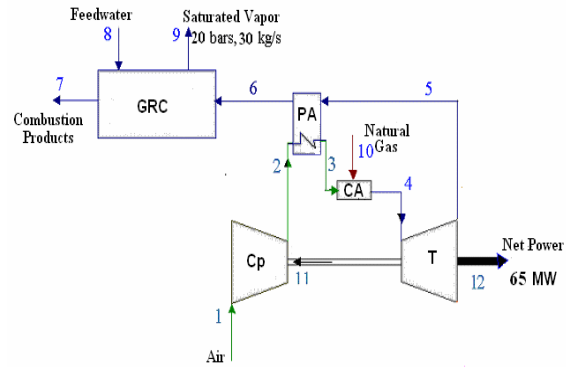 Feedwater
8
Saturated Vapor
9
20 bars, 30 kg/s
7
GRC
6
5
PA
Combustion
Products
Natural
10 Gas
2
3
CA
4
Cp
T
11
Net Power
12
65 MW
1
Air